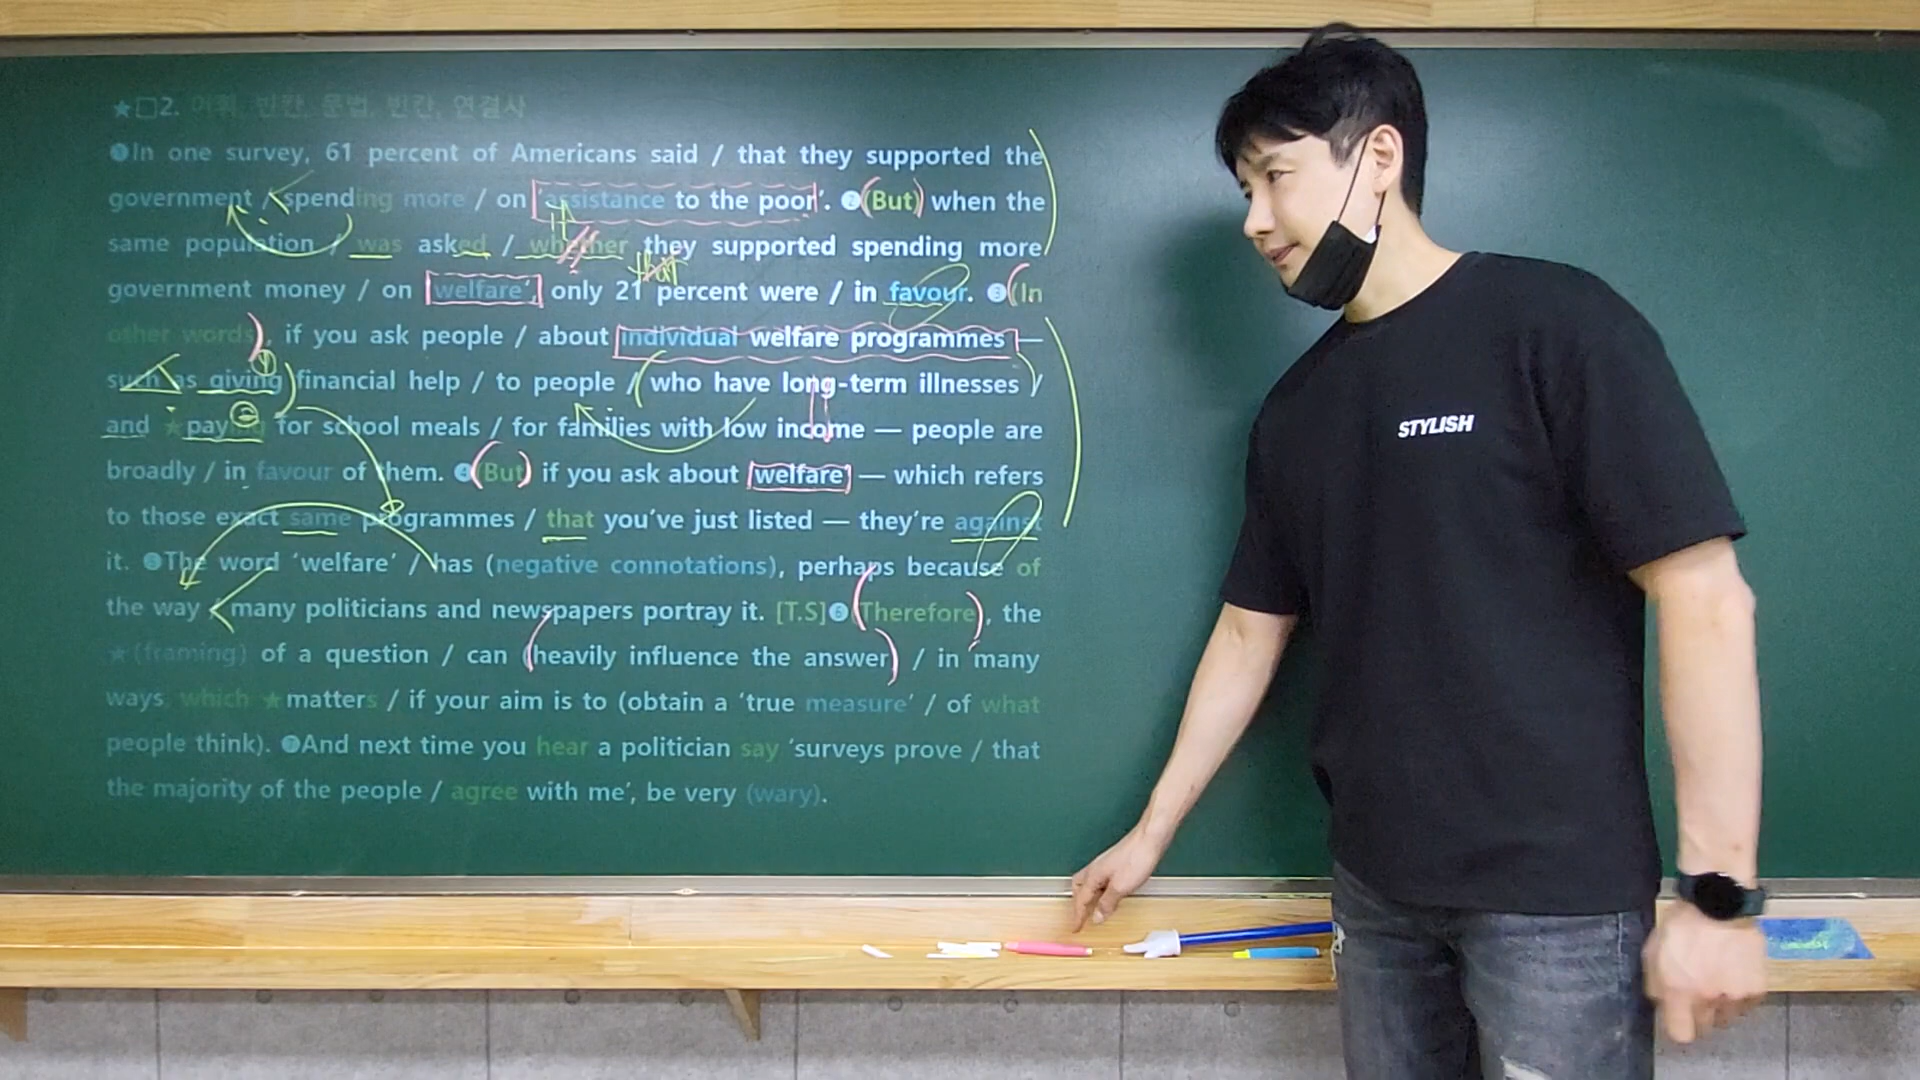 ★□2. 어휘, 빈칸, 문법, 빈칸, 연결사
❶In one survey, 61 percent of Americans said / that they supported the
government / spending more / on 'assistance to the poor'. ❷(But) when the
same population / was asked / whether they supported spending more
if
that
government money / on 'welfare', only 21 percent were / in favour. ❸(In
other words), if you ask people / about individual welfare programmes —
①
such as giving financial help / to people / who have long-term illnesses /
②
and ★paying for school meals / for families with low income — people are
broadly / in favour of them. ❹(But) if you ask about 'welfare' — which refers
to those exact same programmes / that you've just listed — they're against
it. ❺The word 'welfare' / has (negative connotations), perhaps because of
the way / many politicians and newspapers portray it. [T.S]❻(Therefore), the
★(framing) of a question / can (heavily influence the answer) / in many
ways, which ★matters / if your aim is to (obtain a 'true measure' / of what
people think). ❼And next time you hear a politician say 'surveys prove / that
the majority of the people / agree with me', be very (wary).
STYLISH